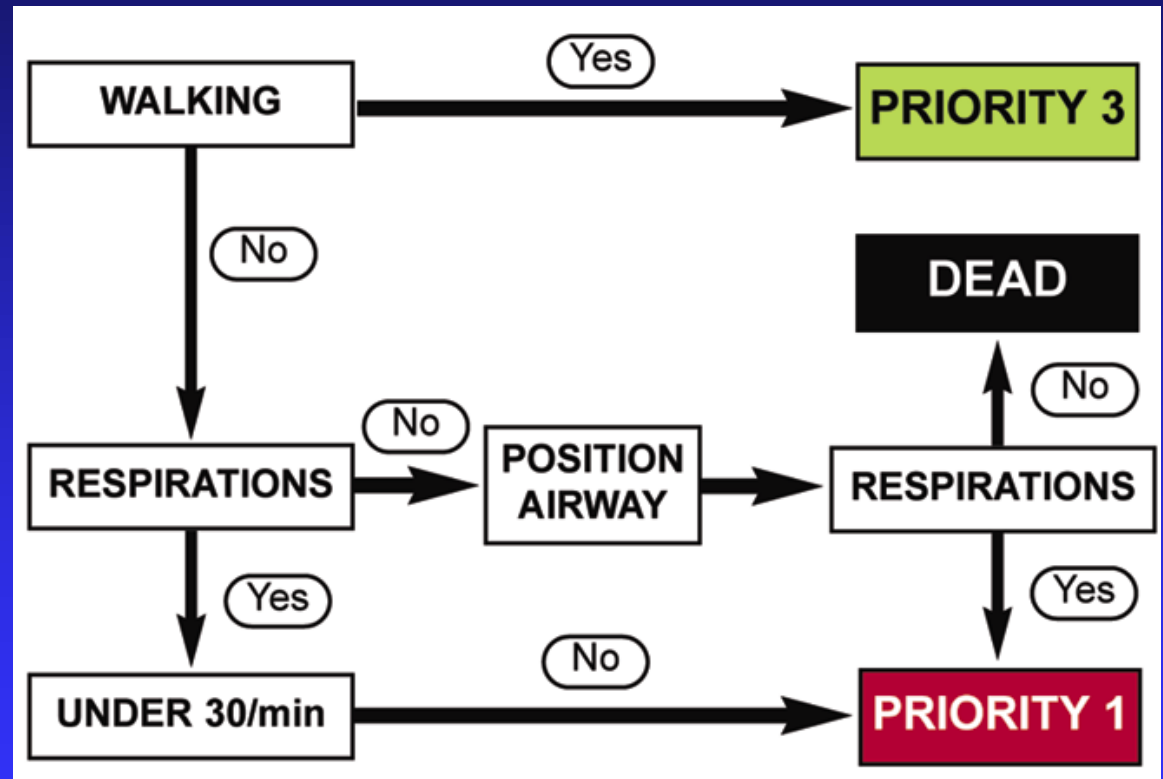 Yes
WALKING
PRIORITY 3
No
DEAD
No
No
RESPIRATIONS
POSITION
AIRWAY
RESPIRATIONS
Yes
Yes
No
UNDER 30/min
PRIORITY 1